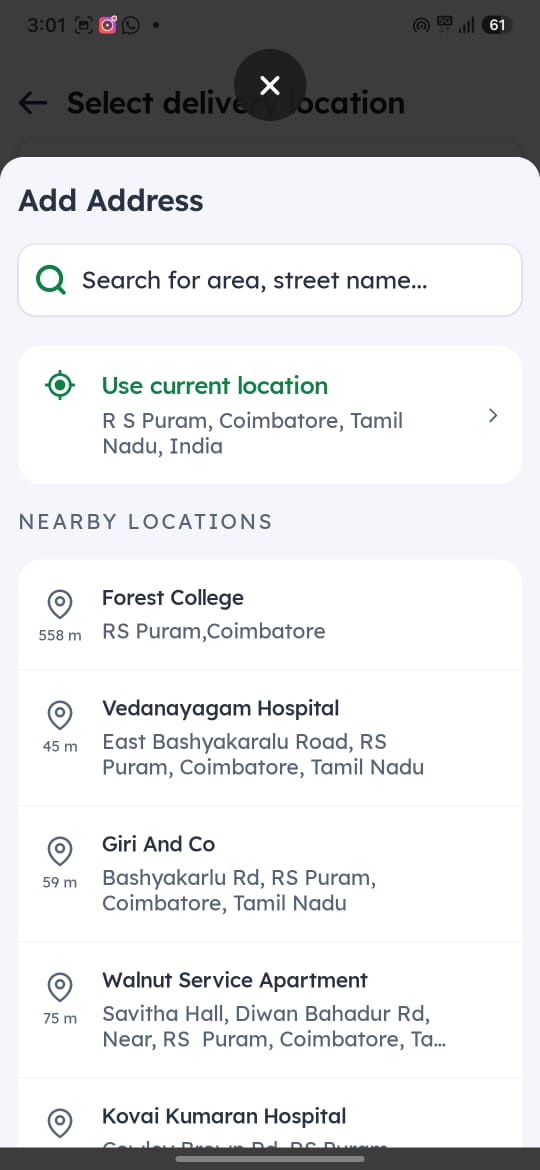 3:01
5G
61
Select delivery location
Add Address
Search for area, street name...
Use current location
R S Puram, Coimbatore, Tamil
Nadu, India
NEARBY LOCATIONS
Forest College
558 m
RS Puram,Coimbatore
Vedanayagam Hospital
45 m
East Bashyakaralu Road, RS
Puram, Coimbatore, Tamil Nadu
Giri And Co
59 m
Bashyakarlu Rd, RS Puram,
Coimbatore, Tamil Nadu
Walnut Service Apartment
75 m
Savitha Hall, Diwan Bahadur Rd,
Near, RS  Puram, Coimbatore, Ta...
Kovai Kumaran Hospital